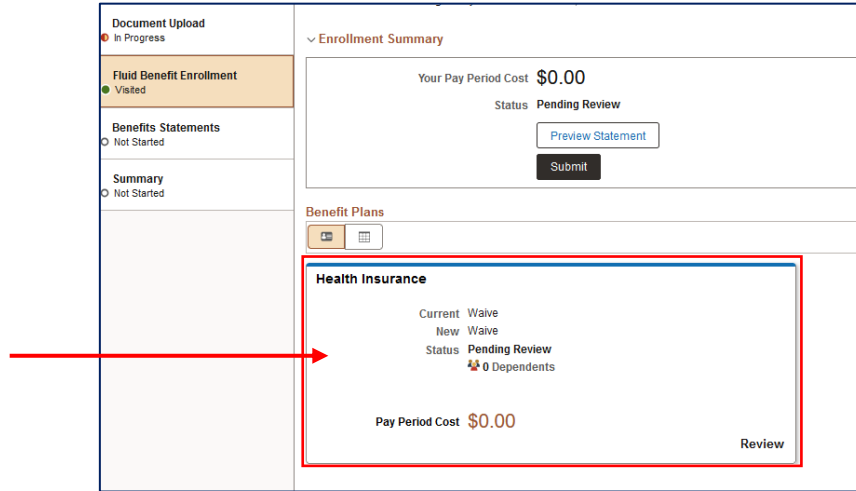 Document Upload
In Progress
Fluid Benefit Enrollment
Visited
Benefits Statements
Not Started
Summary
Not Started
Enrollment Summary
Your Pay Period Cost $0.00
Status Pending Review
Preview Statement
Submit
Benefit Plans
Health Insurance
Current Waive
New Waive
Status Pending Review
0 Dependents
Pay Period Cost $0.00
Review